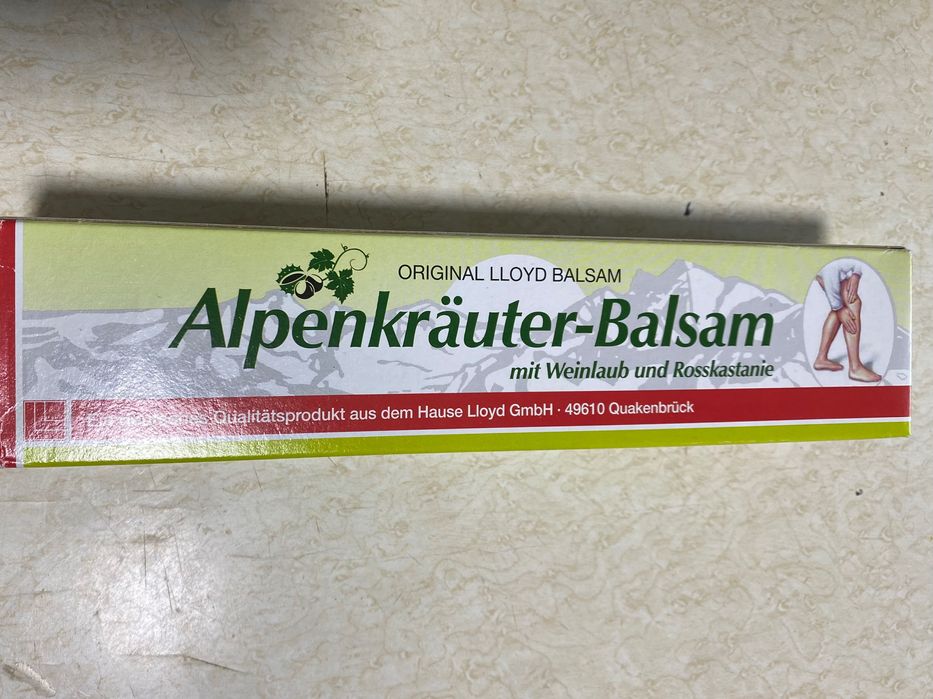 ORIGINAL LLOYD BALSAM
Alpenkräuter-Balsam
mit Weinlaub und Rosskastanie
Qualitätsprodukt aus dem Hause Lloyd GmbH · 49610 Quakenbrück